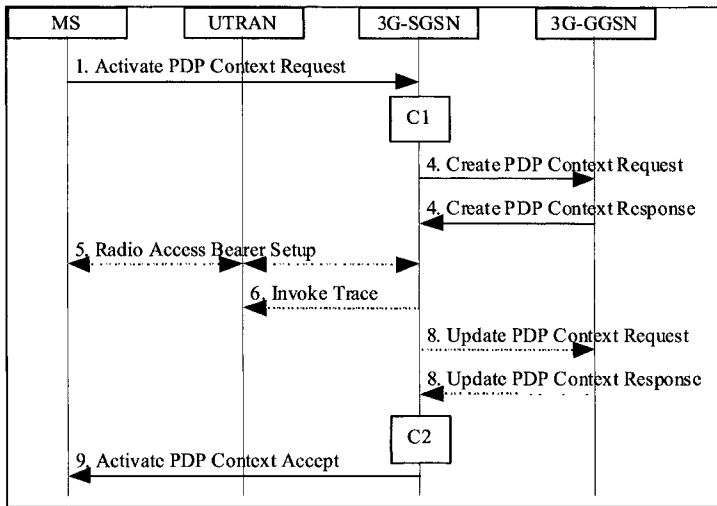 MS UTRAN 3G-SGSN 3G-GGSN
1. Activate PDP Context Request
C1
4. Create PDP Context Request
4. Create PDP Context Response
5. Radio Access Bearer Setup
6. Invoke Trace
8. Update PDP Context Request
8. Update PDP Context Response
C2
9. Activate PDP Context Accept